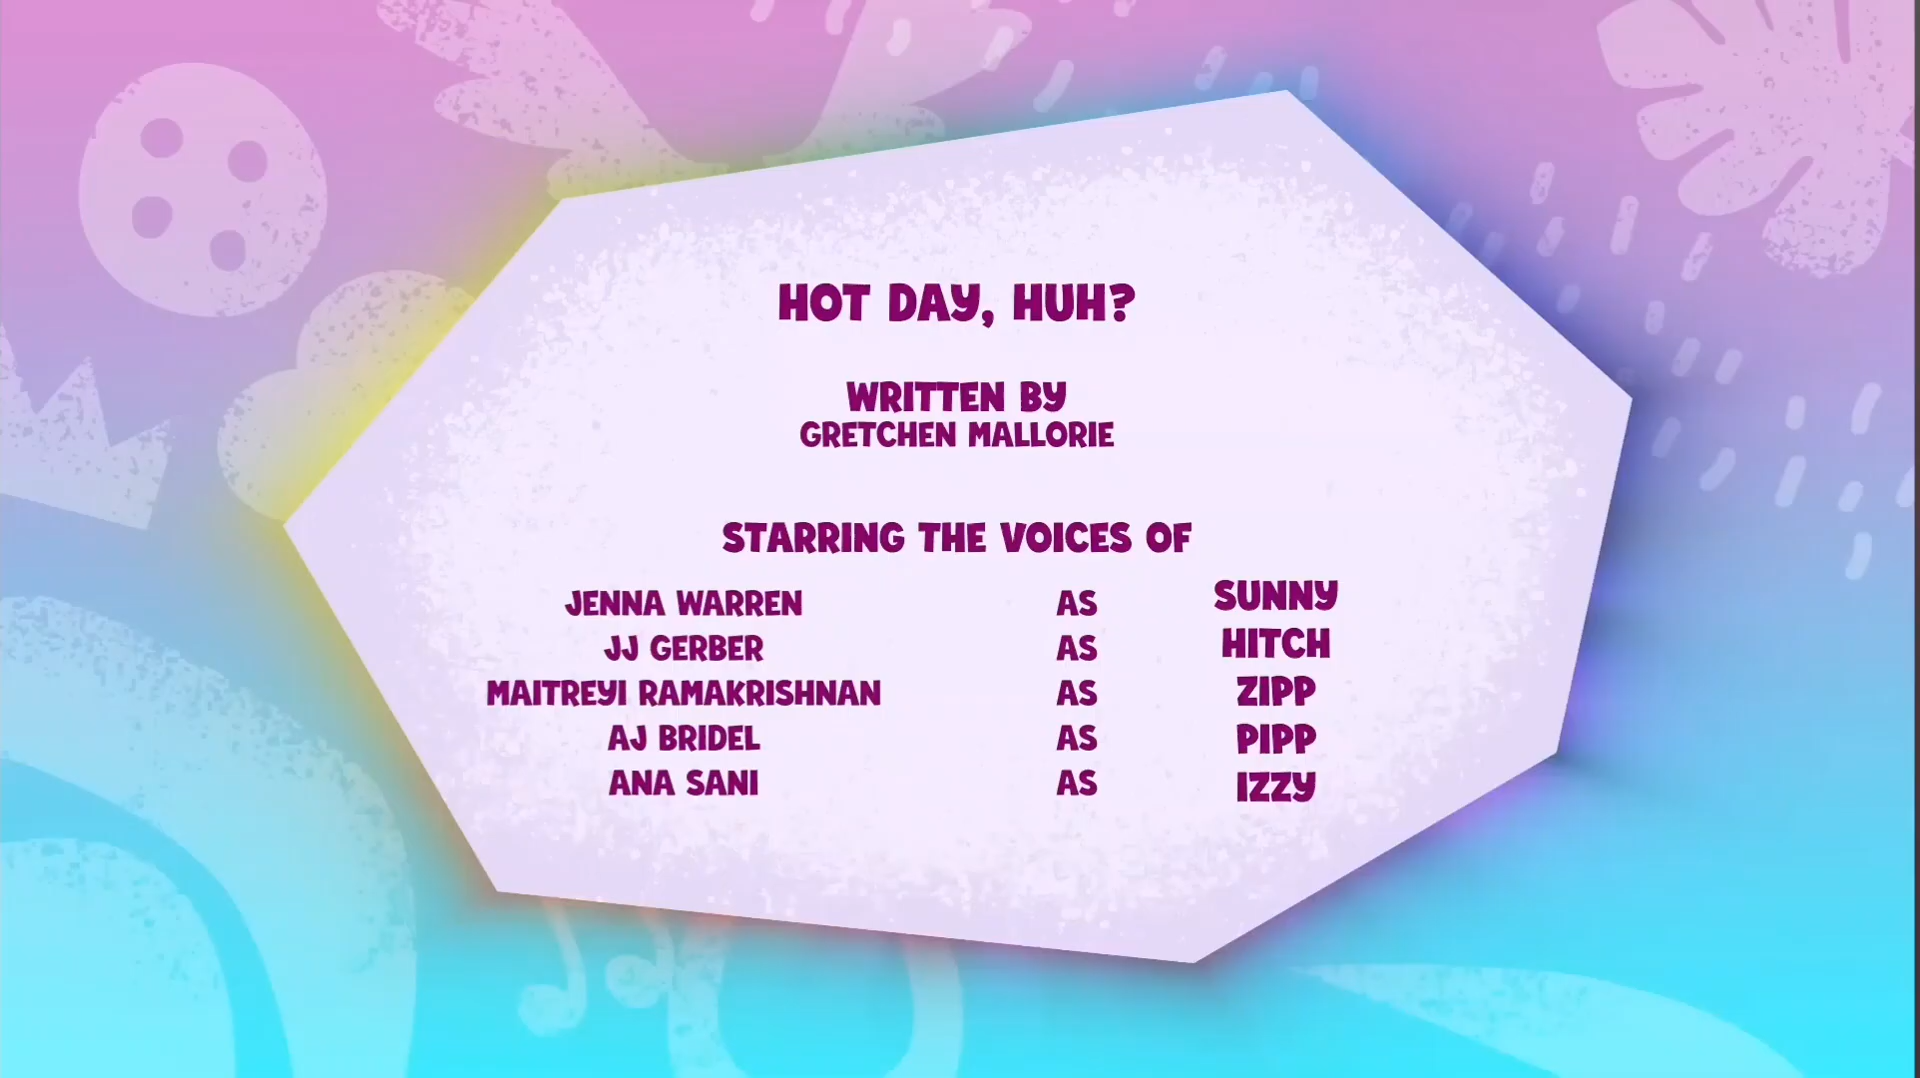 HOT DAY, HUH?
WRITTEN BY
GRETCHEN MALLORIE
STARRING THE VOICES OF
JENNA WARREN AS SUNNY
JJ GERBER AS HITCH
MAITREYI RAMAKRISHNAN AS ZIPP
AJ BRIDEL AS PIPP
ANA SANI AS IZZY